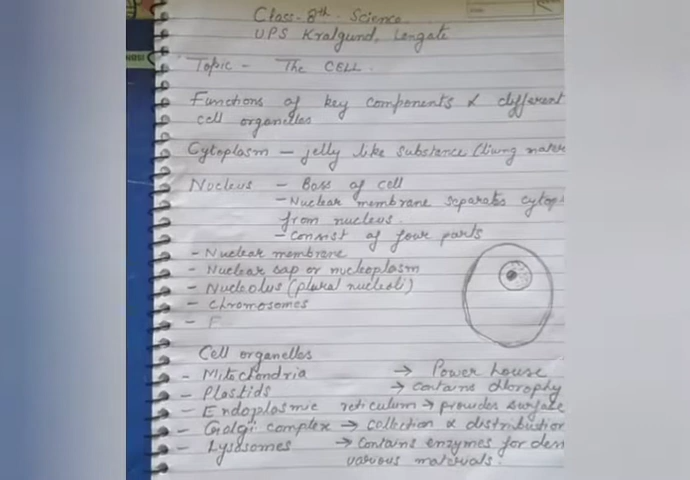 Class-8th- Science
UPS Kralgund, Langate
Topic - The CELL.
Functions of key components & different
cell organelles
Cytoplasm - jelly like substance (living mater
Nucleus - Boss of cell
- Nuclear membrane separates cytop
from nucleus.
- Consist of four parts
- Nuclear membrane
- Nuclear sap or nucleoplasm
- Nucleolus (plural nucleoli)
- Chromosomes
- F
Cell organelles
- Mitochondria → Power house
- Plastids → contains chlorophy
- Endoplasmic reticulum → provides surface
- Golgi complex → collection & distribution
- Lysosomes → Contains enzymes for
various materials.